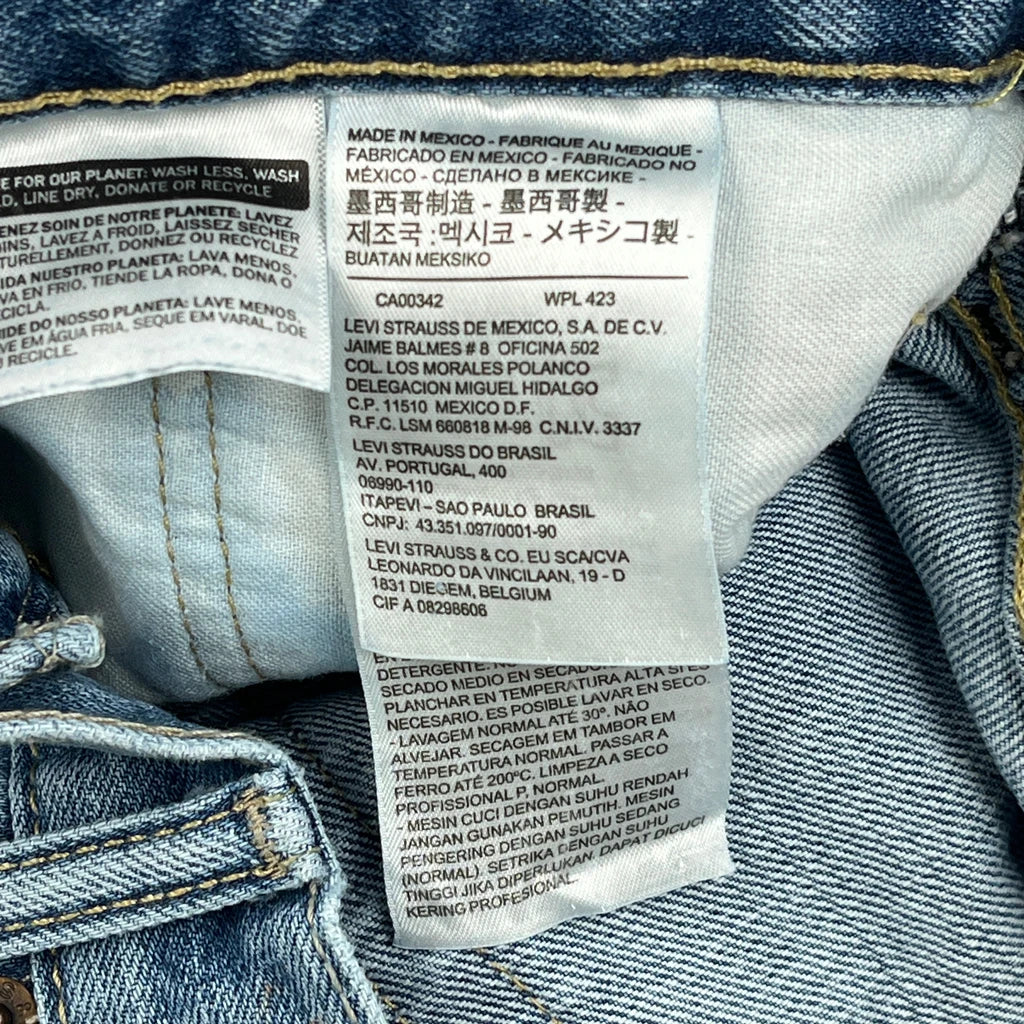 E FOR OUR PLANET: WASH LESS, WASH
D, LINE DRY, DONATE OR RECYCLE
ENEZ SOIN DE NOTRE PLANETE: LAVEZ
INS, LAVEZ A FROID, LAISSEZ SECHER
TURELLEMENT, DONNEZ OU RECYCLEZ
IDA NUESTRO PLANETA: LAVA MENOS,
VA EN FRIO, TIENDE LA ROPA, DONA O
CICLA.
IDE DO NOSSO PLANETA: LAVE MENOS,
VE EM ÁGUA FRIA, SEQUE EM VARAL, DOE
U RECICLE.
MADE IN MEXICO - FABRIQUE AU MEXIQUE -
FABRICADO EN MEXICO - FABRICADO NO
MÉXICO - СДЕЛАНО В МЕКСИКЕ -
墨西哥制造 - 墨西哥製 -
제조국 :멕시코 - メキシコ製 -
BUATAN MEKSIKO
CA00342 WPL 423
LEVI STRAUSS DE MEXICO, S.A. DE C.V.
JAIME BALMES # 8 OFICINA 502
COL. LOS MORALES POLANCO
DELEGACION MIGUEL HIDALGO
C.P. 11510 MEXICO D.F.
R.F.C. LSM 660818 M-98 C.N.I.V. 3337
LEVI STRAUSS DO BRASIL
AV. PORTUGAL, 400
06990-110
ITAPEVI – SAO PAULO BRASIL
CNPJ: 43.351.097/0001-90
LEVI STRAUSS & CO. EU SCA/CVA
LEONARDO DA VINCILAAN, 19 - D
1831 DIEGEM, BELGIUM
CIF A 08298606
DETERGENTE. NO SECADO
SECADO MEDIO EN SECADORA
PLANCHAR EN TEMPERATURA ALTA SI ES
NECESARIO. ES POSIBLE LAVAR EN SECO.
- LAVAGEM NORMAL ATÉ 30º. NÃO
ALVEJAR. SECAGEM EM TAMBOR EM
TEMPERATURA NORMAL. PASSAR A
FERRO ATÉ 200ºC. LIMPEZA A SECO
PROFISSIONAL P, NORMAL.
- MESIN CUCI DENGAN SUHU RENDAH
JANGAN GUNAKAN PEMUTIH. MESIN
PENGERING DENGAN SUHU SEDANG
(NORMAL). SETRIKA DENGAN SUHU
TINGGI JIKA DIPERLUKAN. DAPAT DICUCI
KERING PROFESIONAL.